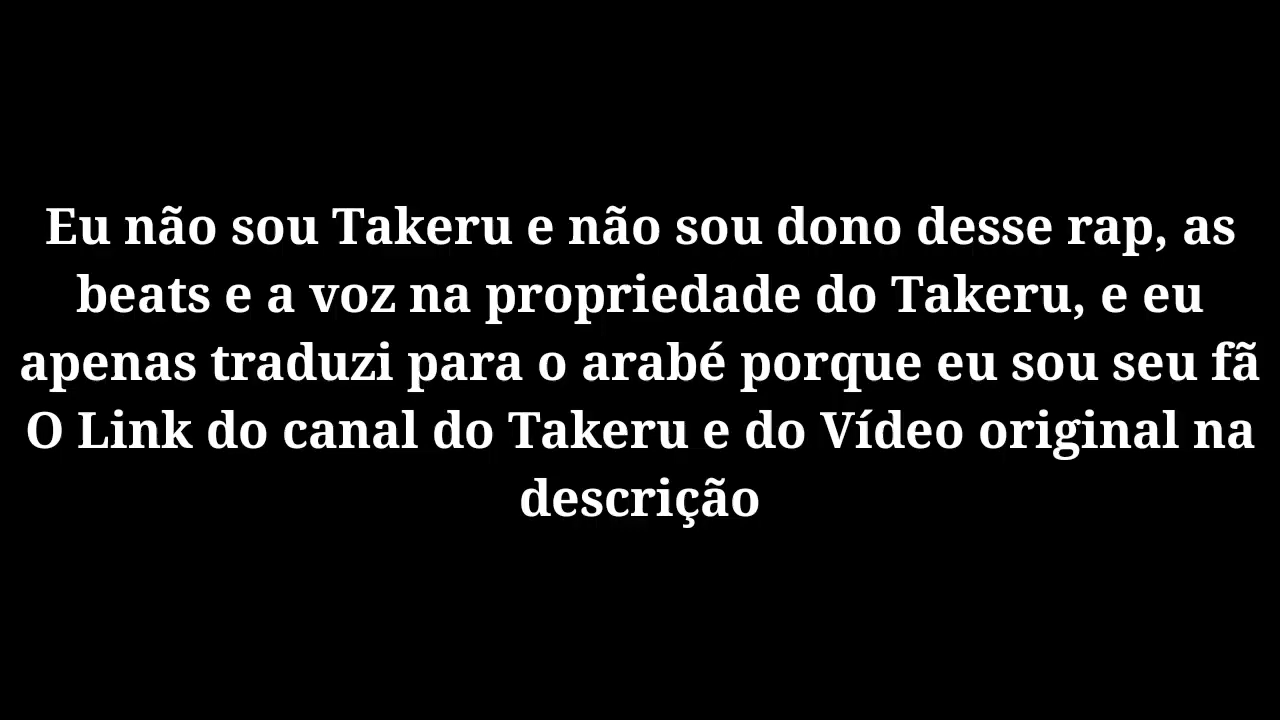 Eu não sou Takeru e não sou dono desse rap, as
beats e a voz na propriedade do Takeru, e eu
apenas traduzi para o arabé porque eu sou seu fã
O Link do canal do Takeru e do Vídeo original na
descrição